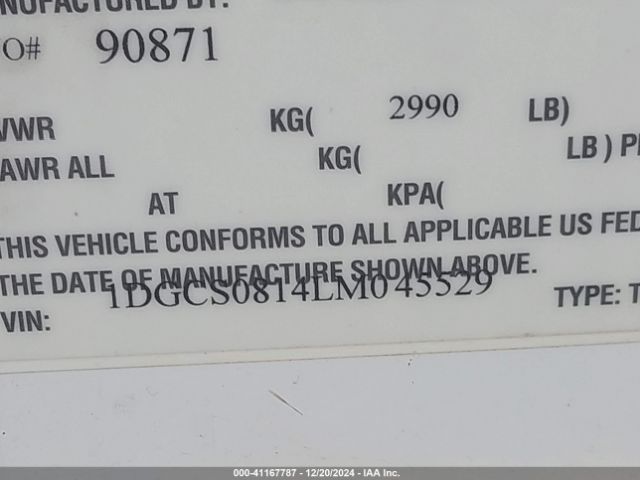 NUFACTURED BY:
O# 90871
VWR KG( 2990 LB)
AWR ALL KG( LB) P
AT KPA(
THIS VEHICLE CONFORMS TO ALL APPLICABLE US FED
THE DATE OF MANUFACTURE SHOWN ABOVE.
VIN: 1DGCS0814LM045529 TYPE: T
000-41167787 - 12/20/2024 - IAA Inc.